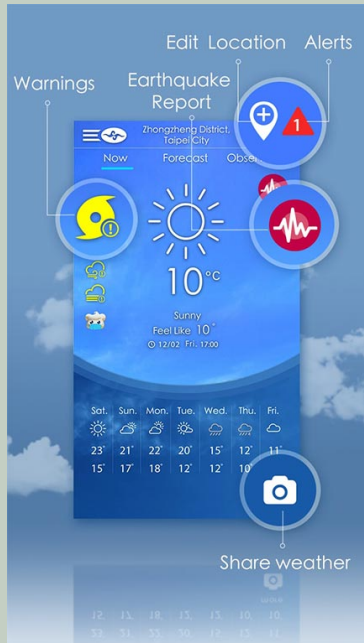 Edit Location Alerts
Warnings
Earthquake
Report
1
Zhongzheng District,
Taipei City
Now Forecast
10°C
Sunny
Feel Like 10°
12/02 Fri. 17:00
Sat. Sun. Mon. Tue. Wed. Thu. Fri.
23° 21° 22° 20° 15° 12° 11°
15° 17° 18° 12° 12° 10°
Share weather